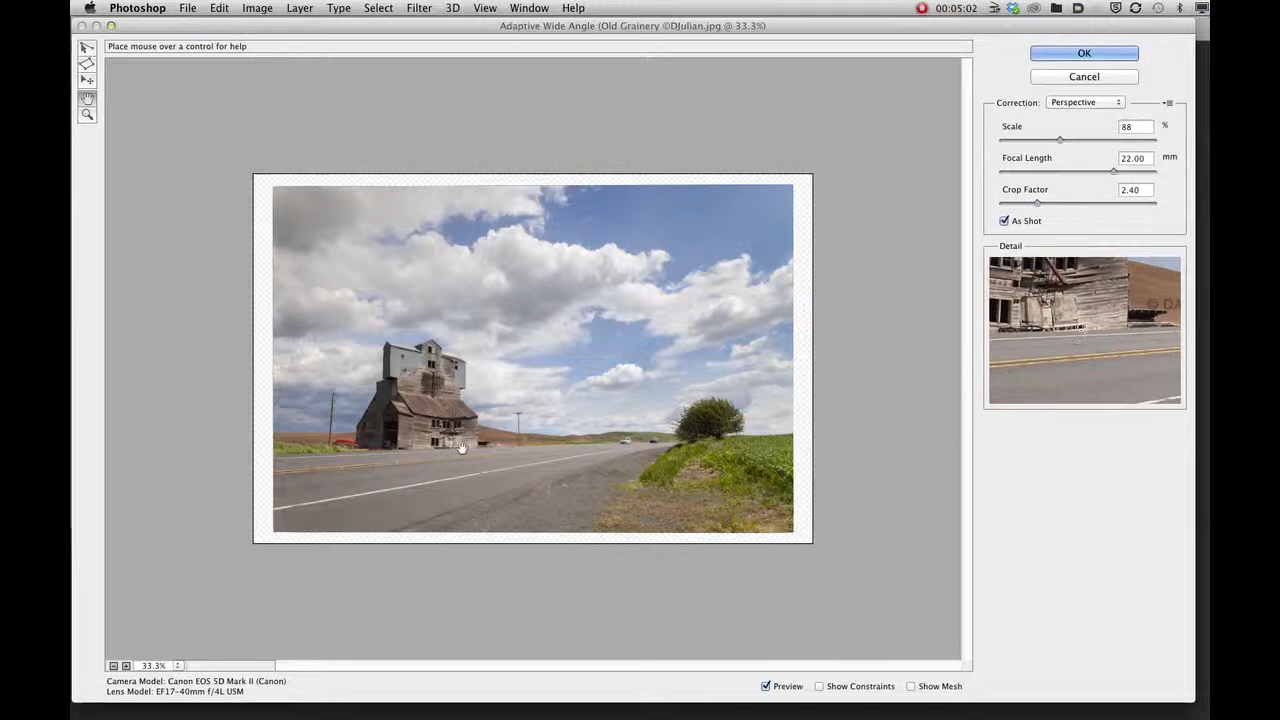 Photoshop File Edit Image Layer Type Select Filter 3D View Window Help 00:05:02
Adaptive Wide Angle (Old Grainery ©DJulian.jpg @ 33.3%)
Place mouse over a control for help
OK
Cancel
Correction: Perspective
Scale 88 %
Focal Length 22.00 mm
Crop Factor 2.40
As Shot
Detail
© DA
33.3%
Camera Model: Canon EOS 5D Mark II (Canon)
Lens Model: EF17-40mm f/4L USM
Preview Show Constraints Show Mesh